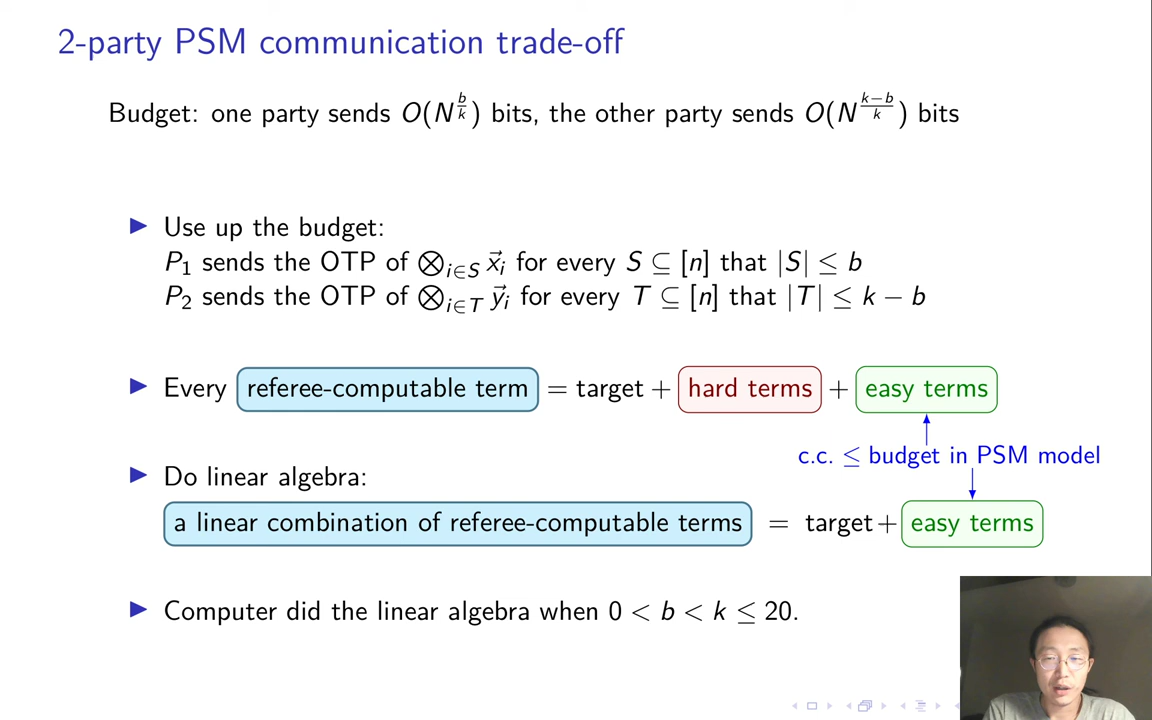 2-party PSM communication trade-off
Budget: one party sends O(N^{b/k}) bits, the other party sends O(N^{(k−b)/k}) bits
▶ Use up the budget:
P₁ sends the OTP of ⊗_{i∈S} x⃗ᵢ for every S ⊆ [n] that |S| ≤ b
P₂ sends the OTP of ⊗_{i∈T} y⃗ᵢ for every T ⊆ [n] that |T| ≤ k − b
▶ Every referee-computable term = target + hard terms + easy terms
c.c. ≤ budget in PSM model
▶ Do linear algebra:
a linear combination of referee-computable terms = target + easy terms
▶ Computer did the linear algebra when 0 < b < k ≤ 20.